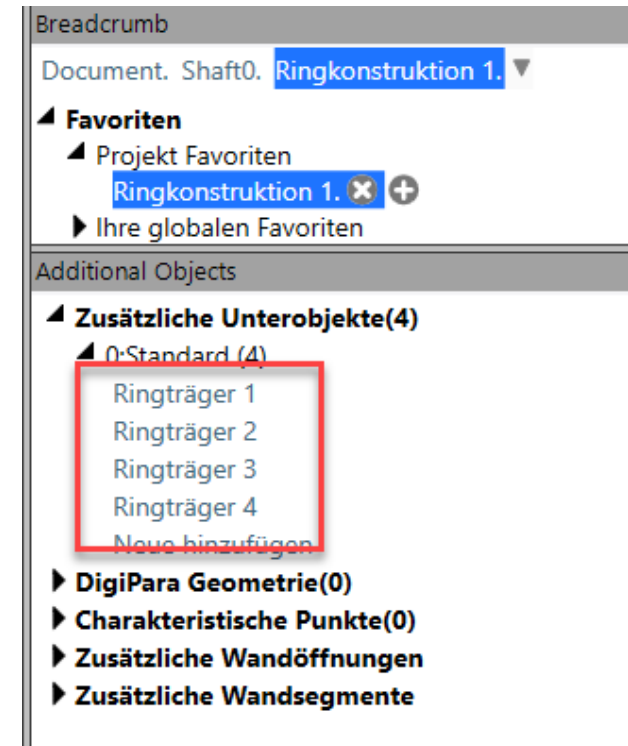 Breadcrumb
Document. Shaft0. Ringkonstruktion 1.
Favoriten
Projekt Favoriten
Ringkonstruktion 1.
Ihre globalen Favoriten
Additional Objects
Zusätzliche Unterobjekte(4)
0:Standard (4)
Ringträger 1
Ringträger 2
Ringträger 3
Ringträger 4
Neue hinzufügen
DigiPara Geometrie(0)
Charakteristische Punkte(0)
Zusätzliche Wandöffnungen
Zusätzliche Wandsegmente